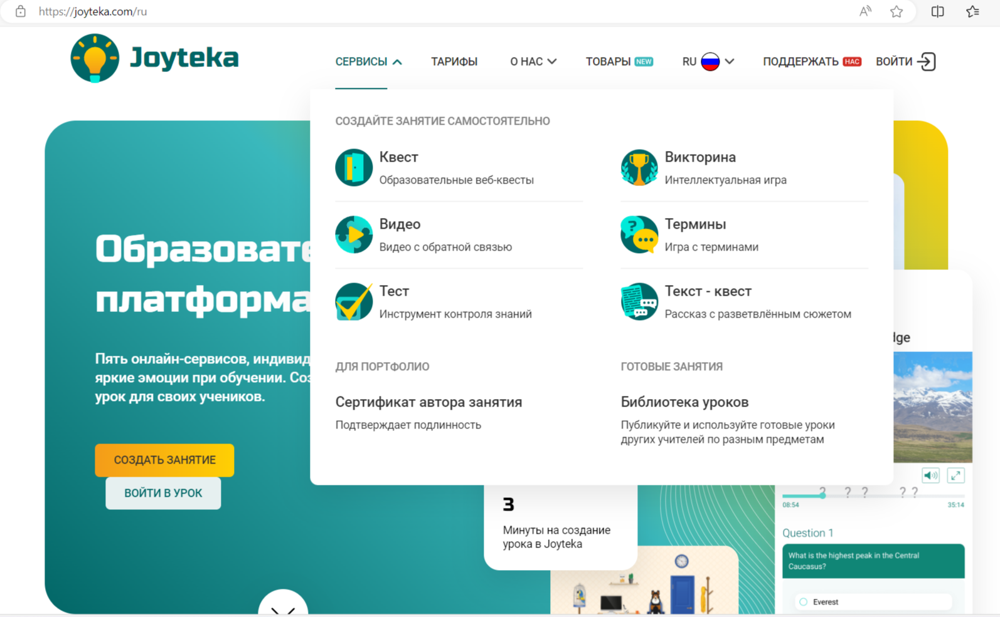 https://joyteka.com/ru
Joyteka
СЕРВИСЫ
ТАРИФЫ
О НАС
ТОВАРЫ NEW
RU
ПОДДЕРЖАТЬ НАС
ВОЙТИ
СОЗДАЙТЕ ЗАНЯТИЕ САМОСТОЯТЕЛЬНО
Квест
Образовательные веб-квесты
Викторина
Интеллектуальная игра
Видео
Видео с обратной связью
Термины
Игра с терминами
Тест
Инструмент контроля знаний
Текст - квест
Рассказ с разветвлённым сюжетом
ДЛЯ ПОРТФОЛИО
Сертификат автора занятия
Подтверждает подлинность
ГОТОВЫЕ ЗАНЯТИЯ
Библиотека уроков
Публикуйте и используйте готовые уроки
других учителей по разным предметам
Образовате
платформа
Пять онлайн-сервисов, индивид
яркие эмоции при обучении. Соз
урок для своих учеников.
СОЗДАТЬ ЗАНЯТИЕ
ВОЙТИ В УРОК
3
Минуты на создание
урока в Joyteka
dge
? ? ? ? ?
08:54
35:14
Question 1
What is the highest peak in the Central
Caucasus?
Everest